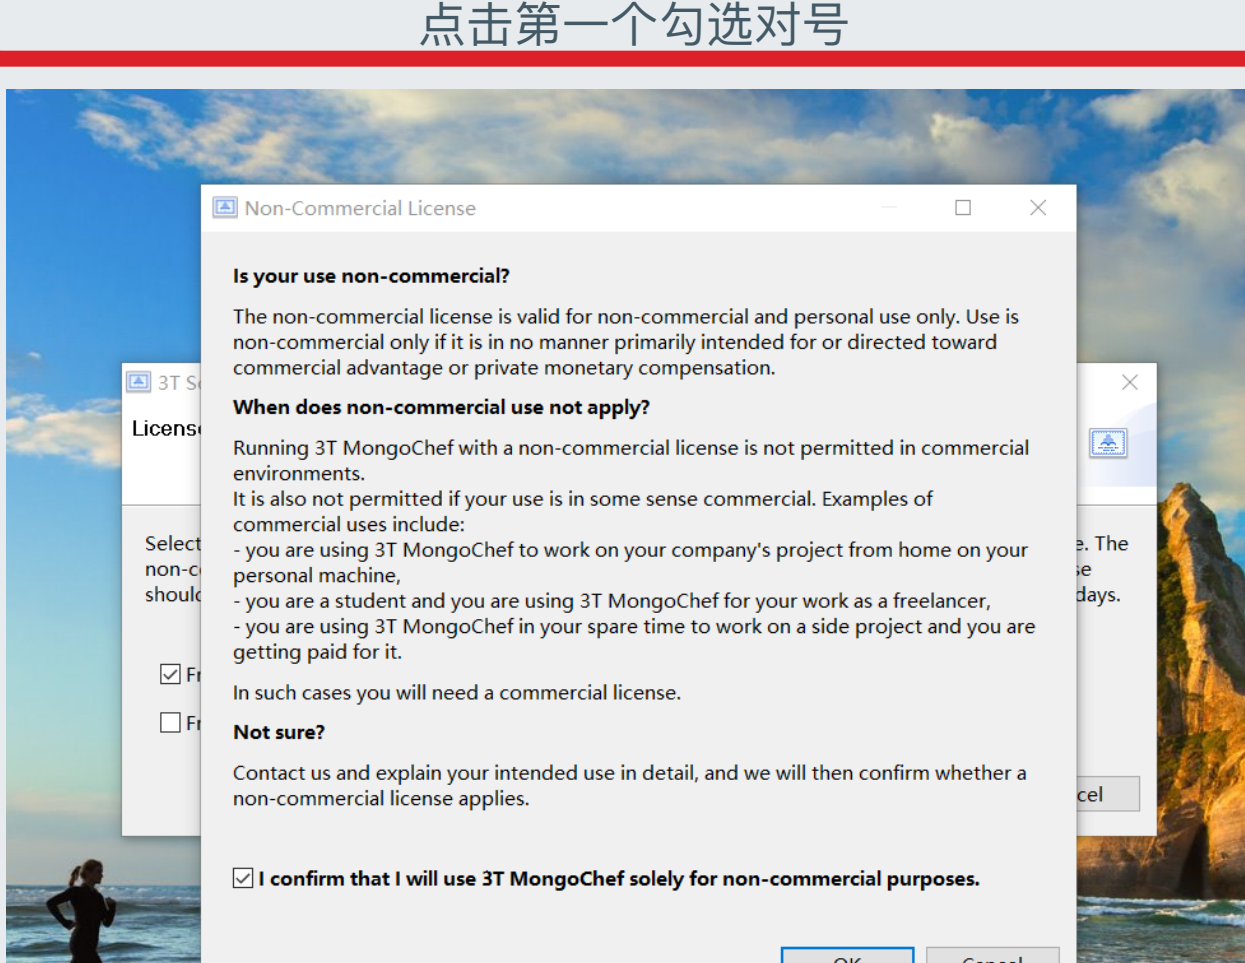 点击第一个勾选对号
Non-Commercial License
Is your use non-commercial?
The non-commercial license is valid for non-commercial and personal use only. Use is
non-commercial only if it is in no manner primarily intended for or directed toward
commercial advantage or private monetary compensation.
3T S
When does non-commercial use not apply?
Licens
Running 3T MongoChef with a non-commercial license is not permitted in commercial
environments.
It is also not permitted if your use is in some sense commercial. Examples of
commercial uses include:
Select
- you are using 3T MongoChef to work on your company's project from home on your
e. The
non-c
personal machine,
se
should
- you are a student and you are using 3T MongoChef for your work as a freelancer,
days.
- you are using 3T MongoChef in your spare time to work on a side project and you are
getting paid for it.
Fr
In such cases you will need a commercial license.
Fr
Not sure?
Contact us and explain your intended use in detail, and we will then confirm whether a
non-commercial license applies.
cel
I confirm that I will use 3T MongoChef solely for non-commercial purposes.
OK
Cancel